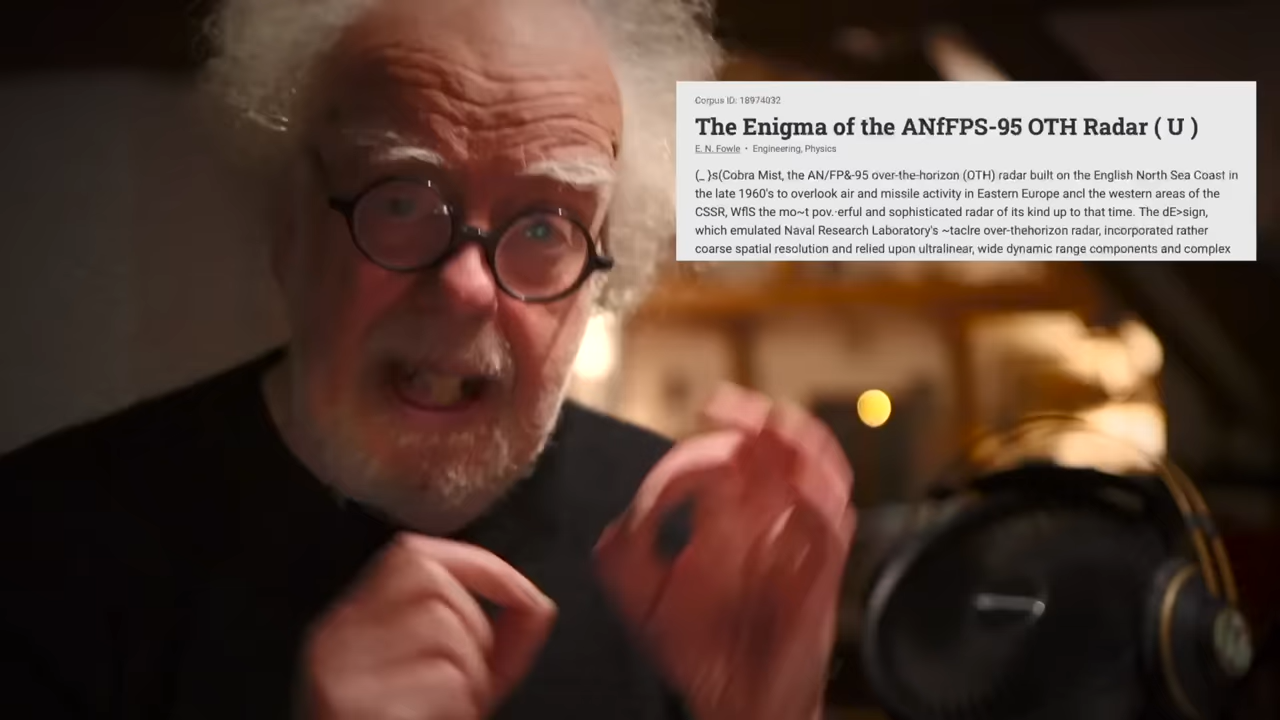 Corpus ID: 18974032
The Enigma of the ANfFPS-95 OTH Radar ( U )
E. N. Fowle • Engineering, Physics
(_ }s(Cobra Mist, the AN/FP&-95 over-the-horizon (OTH) radar built on the English North Sea Coast in
the late 1960's to overlook air and missile activity in Eastern Europe ancl the western areas of the
CSSR, WflS the mo~t pov.·erful and sophisticated radar of its kind up to that time. The dE>sign,
which emulated Naval Research Laboratory's ~taclre over-thehorizon radar, incorporated rather
coarse spatial resolution and relied upon ultralinear, wide dynamic range components and complex